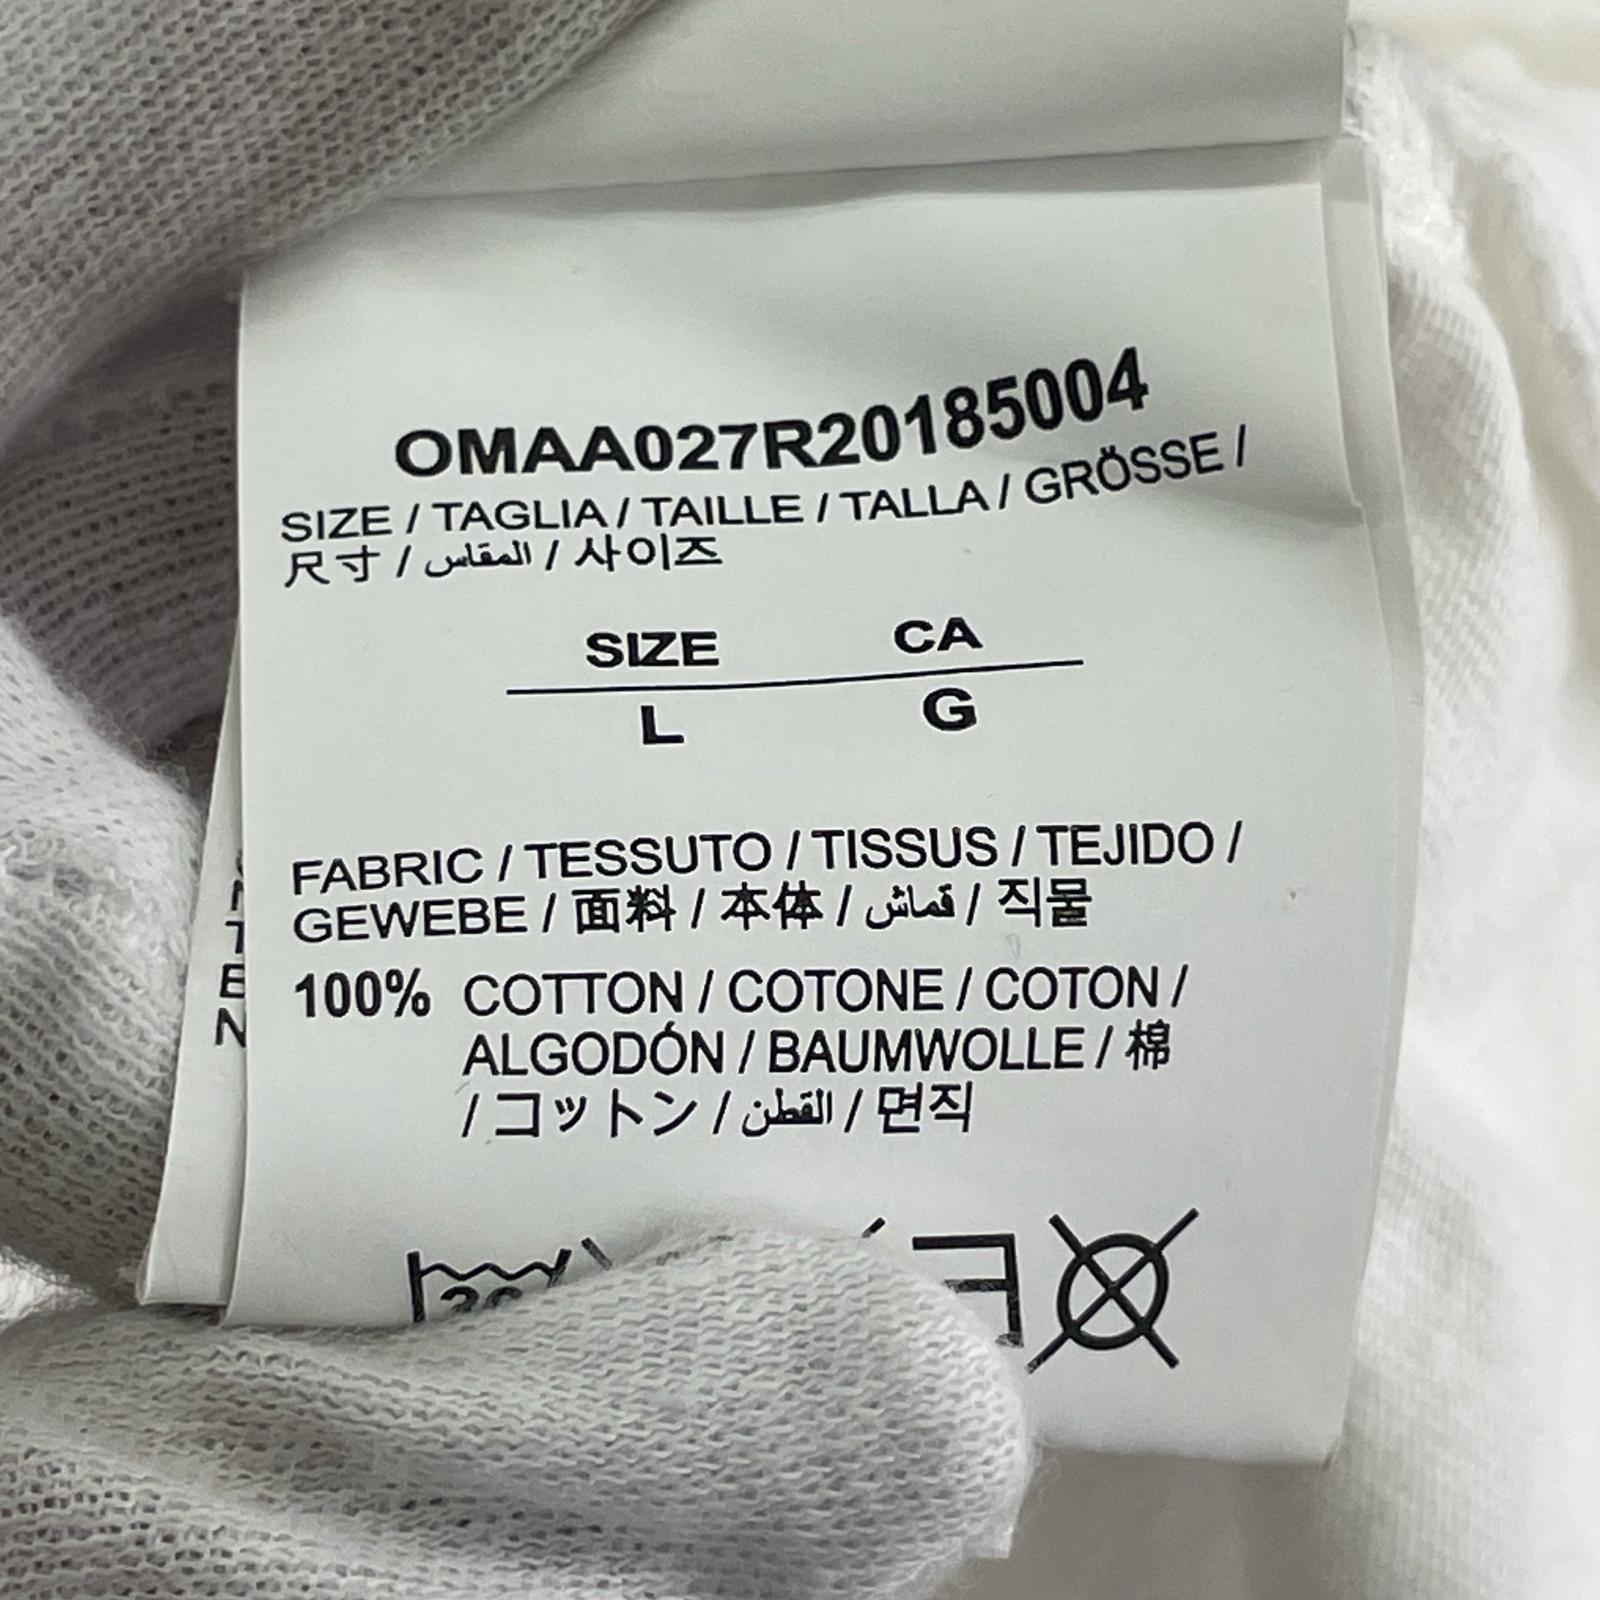 OMAA027R20185004
SIZE / TAGLIA / TAILLE / TALLA / GRÖSSE /
尺寸 / المقاس / 사이즈
SIZE CA
L G
FABRIC / TESSUTO / TISSUS / TEJIDO /
GEWEBE / 面料 / 本体 / قماش / 직물
100% COTTON / COTONE / COTON /
ALGODÓN / BAUMWOLLE / 棉
/ コットン / القطن / 면직